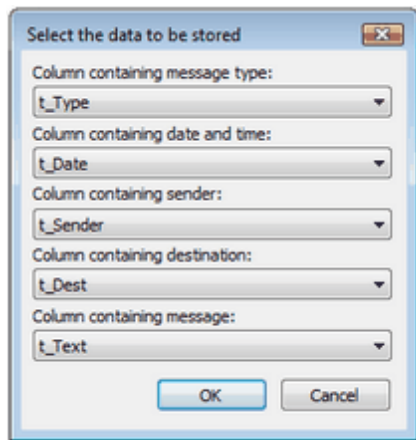 Select the data to be stored
Column containing message type:
t_Type
Column containing date and time:
t_Date
Column containing sender:
t_Sender
Column containing destination:
t_Dest
Column containing message:
t_Text
OK Cancel